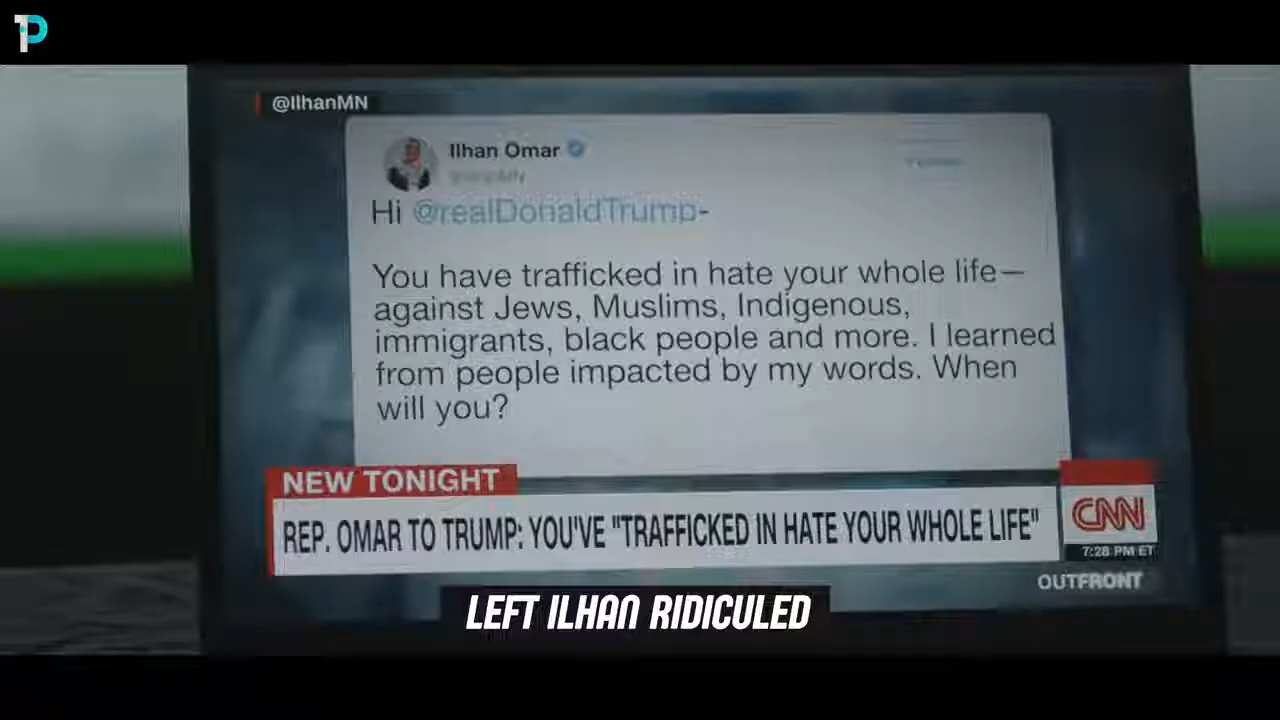 @IlhanMN
Ilhan Omar
Hi @realDonaldTrump-
You have trafficked in hate your whole life—
against Jews, Muslims, Indigenous,
immigrants, black people and more. I learned
from people impacted by my words. When
will you?
NEW TONIGHT
REP. OMAR TO TRUMP: YOU'VE "TRAFFICKED IN HATE YOUR WHOLE LIFE"
CNN
7:28 PM ET
OUTFRONT
LEFT ILHAN RIDICULED